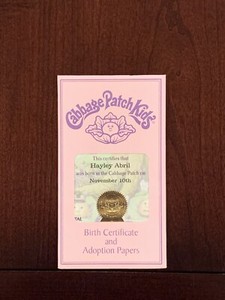 Cabbage Patch Kids
This certifies that
Hayley Abril
was born in the Cabbage Patch on
November 10th
TM
Birth Certificate
and
Adoption Papers